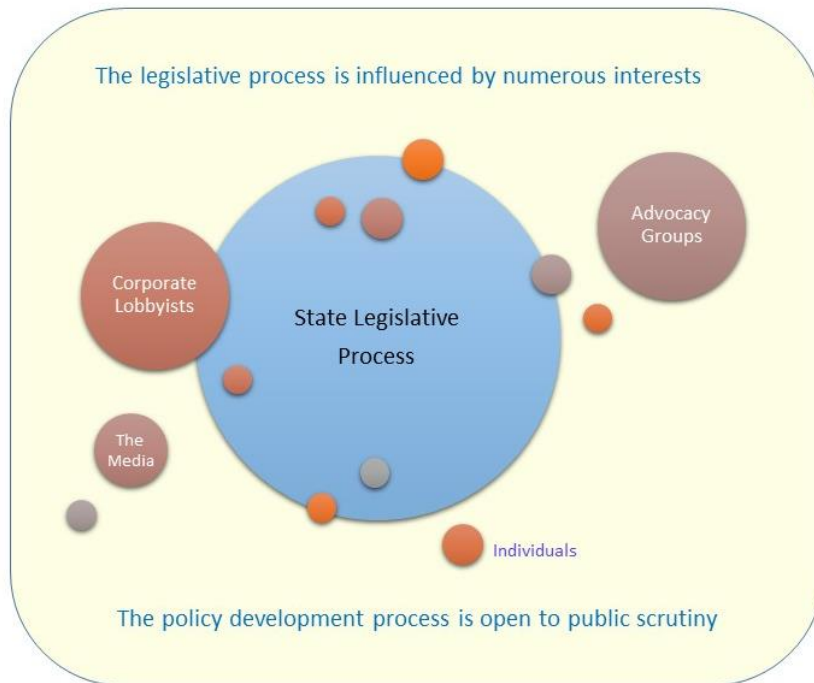 The legislative process is influenced by numerous interests
Advocacy
Groups
Corporate
Lobbyists
State Legislative
Process
The
Media
Individuals
The policy development process is open to public scrutiny